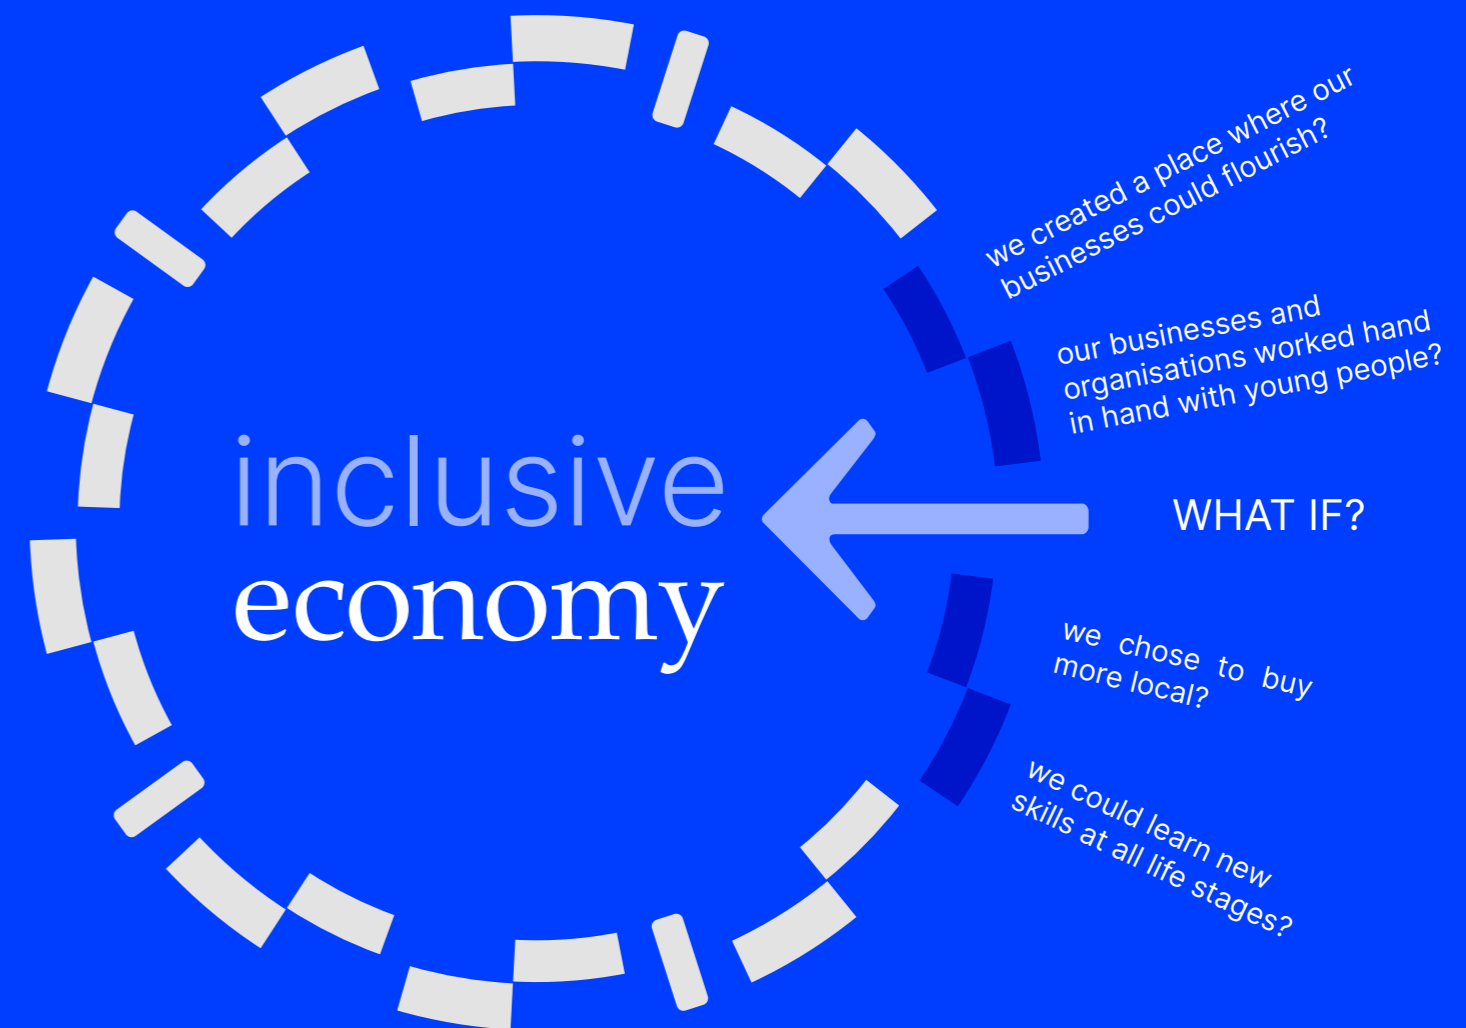 inclusive
economy
we created a place where our
businesses could flourish?
our businesses and
organisations worked hand
in hand with young people?
WHAT IF?
we chose to buy
more local?
we could learn new
skills at all life stages?